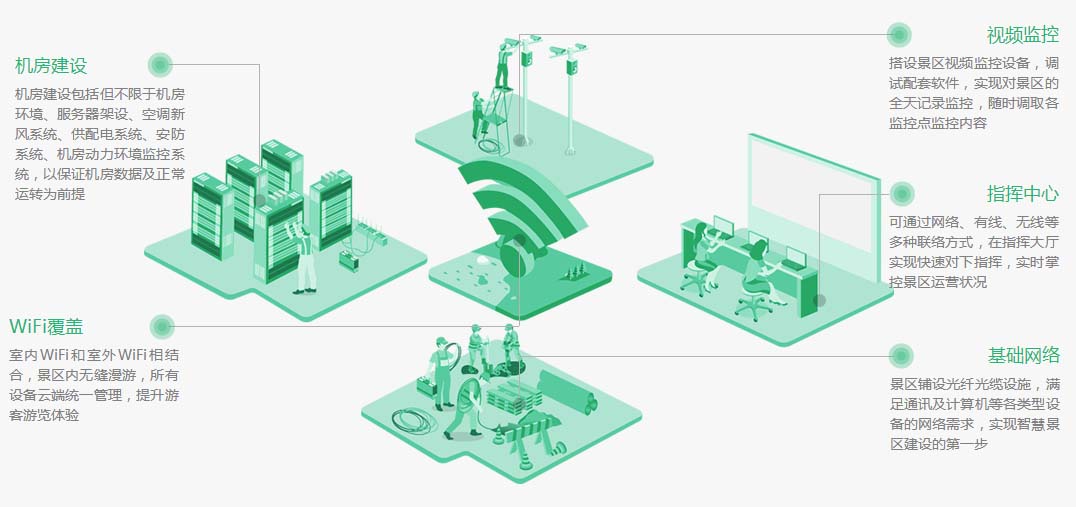 机房建设
机房建设包括但不限于机房
环境、服务器架设、空调新
风系统、供配电系统、安防
系统、机房动力环境监控系
统，以保证机房数据及正常
运转为前提
WiFi覆盖
室内WiFi和室外WiFi相结
合，景区内无缝漫游，所有
设备云端统一管理，提升游
客游览体验
视频监控
搭设景区视频监控设备，调
试配套软件，实现对景区的
全天记录监控，随时调取各
监控点监控内容
指挥中心
可通过网络、有线、无线等
多种联络方式，在指挥大厅
实现快速对下指挥，实时掌
控景区运营状况
基础网络
景区铺设光纤光缆设施，满
足通讯及计算机等各类型设
备的网络需求，实现智慧景
区建设的第一步